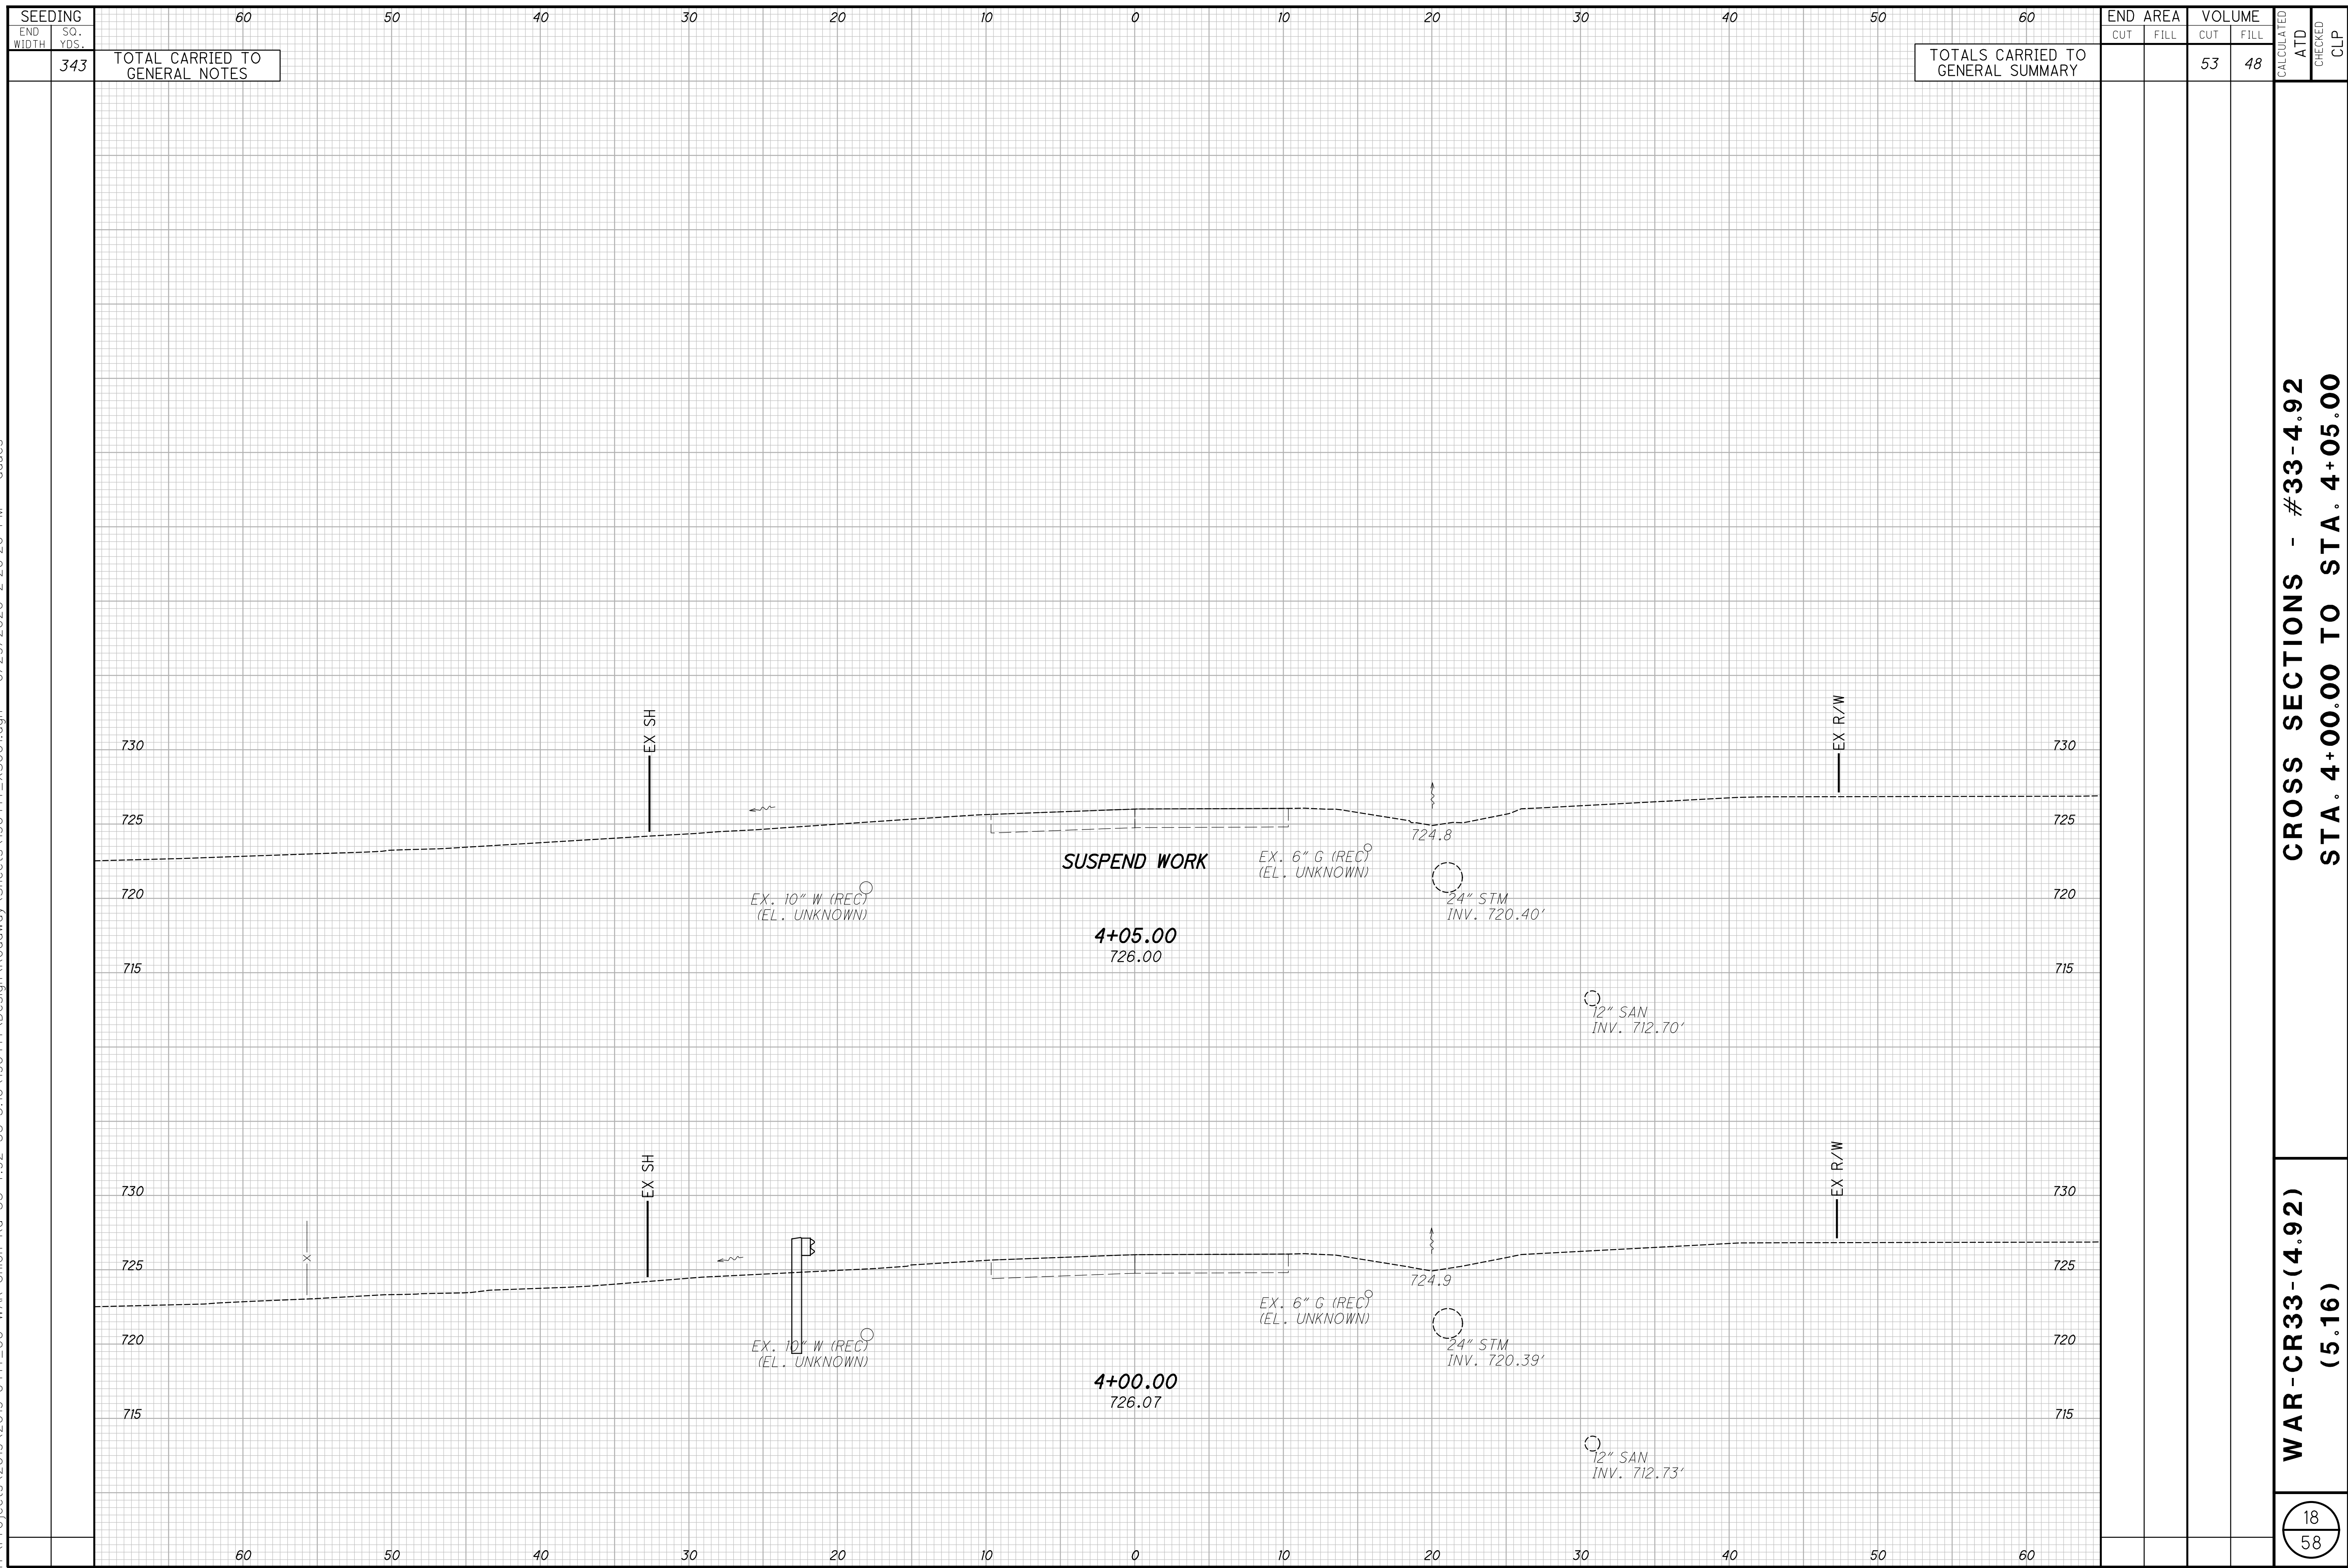 SEEDING
END WIDTH
SQ. YDS.
343
TOTAL CARRIED TO
GENERAL NOTES
60 50 40 30 20 10 0 10 20 30 40 50 60
TOTALS CARRIED TO
GENERAL SUMMARY
END AREA
VOLUME
CUT FILL CUT FILL
53 48
CALCULATED
ATD
CHECKED
CLP
EX SH
EX R/W
730 730
725 725
724.8
SUSPEND WORK
EX. 6" G (REC)
(EL. UNKNOWN)
720 720
EX. 10" W (REC)
(EL. UNKNOWN)
24" STM
INV. 720.40'
4+05.00
726.00
715 715
12" SAN
INV. 712.70'
EX SH
EX R/W
730 730
X
725 725
724.9
EX. 6" G (REC)
(EL. UNKNOWN)
720 720
EX. 10" W (REC)
(EL. UNKNOWN)
24" STM
INV. 720.39'
4+00.00
726.07
715 715
12" SAN
INV. 712.73'
60 50 40 30 20 10 0 10 20 30 40 50 60
CROSS SECTIONS - #33-4.92
STA. 4+00.00 TO STA. 4+05.00
WAR-CR33-(4.92)
(5.16)
18
58